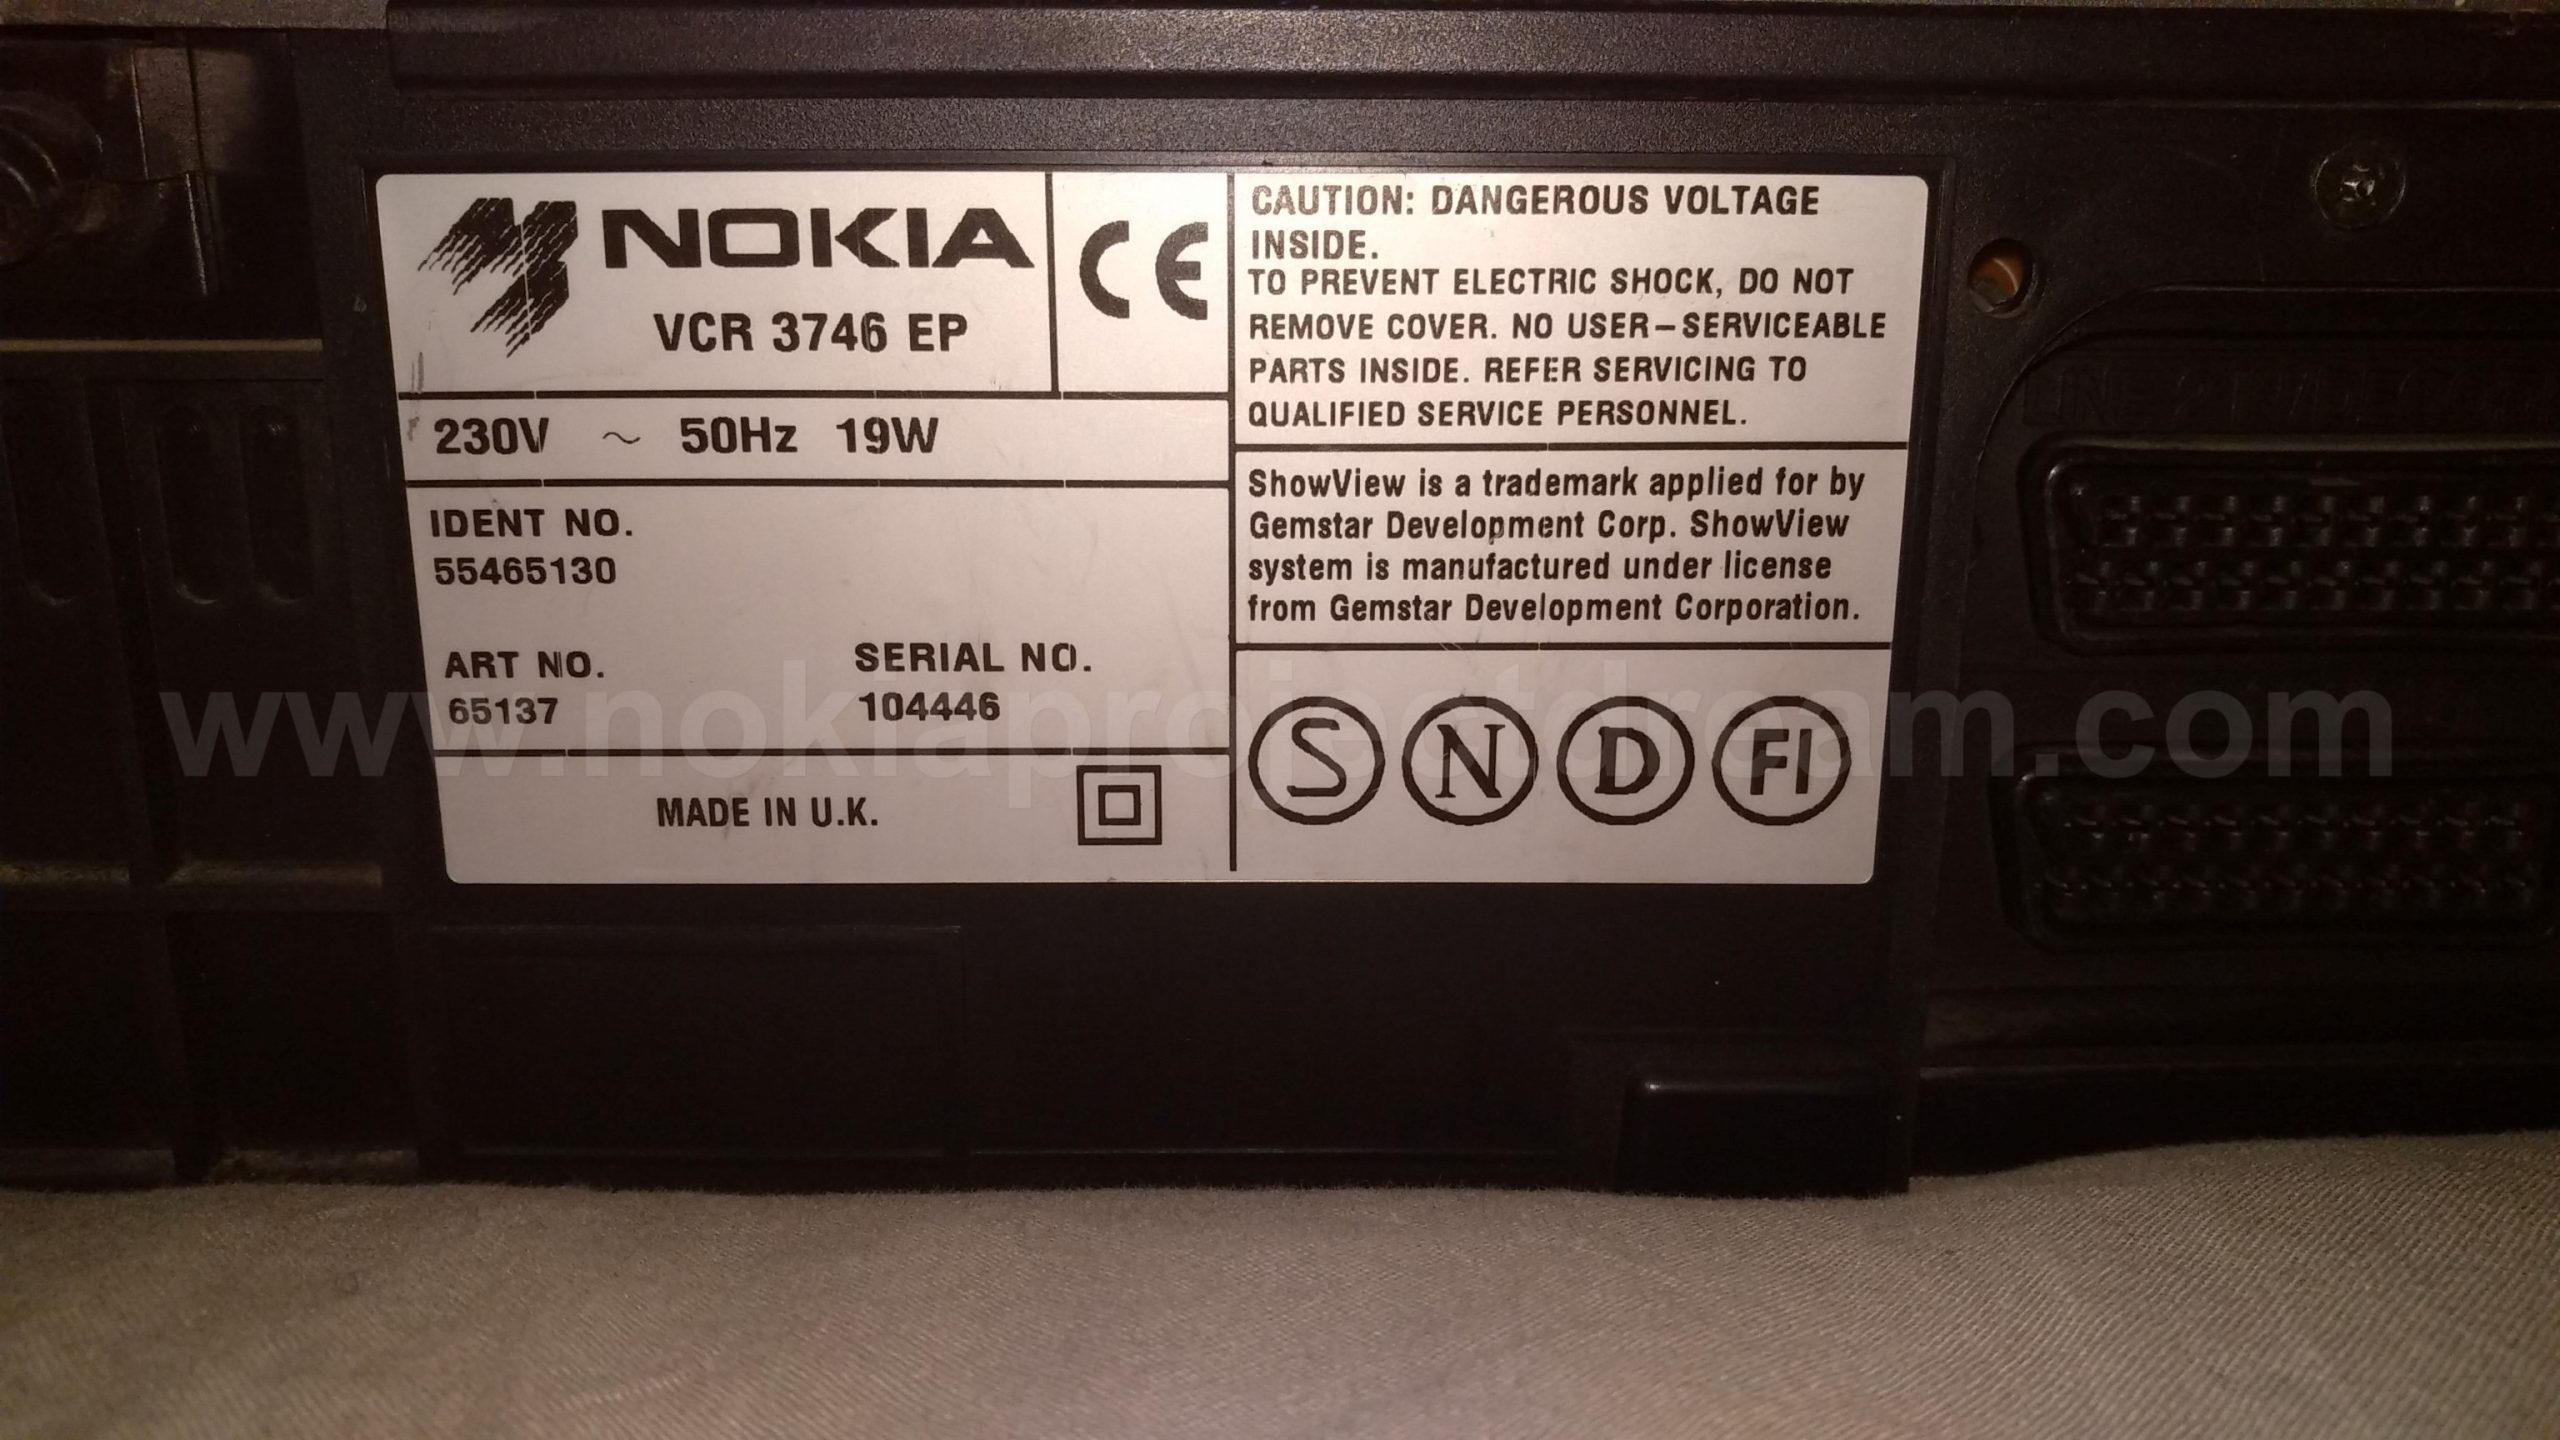 NOKIA
VCR 3746 EP
CE
230V ~ 50Hz 19W
IDENT NO.
55465130
ART NO.
65137
SERIAL NO.
104446
MADE IN U.K.
CAUTION: DANGEROUS VOLTAGE
INSIDE.
TO PREVENT ELECTRIC SHOCK, DO NOT
REMOVE COVER. NO USER-SERVICEABLE
PARTS INSIDE. REFER SERVICING TO
QUALIFIED SERVICE PERSONNEL.
ShowView is a trademark applied for by
Gemstar Development Corp. ShowView
system is manufactured under license
from Gemstar Development Corporation.
S N D FI
www.nokiaprojectdream.com